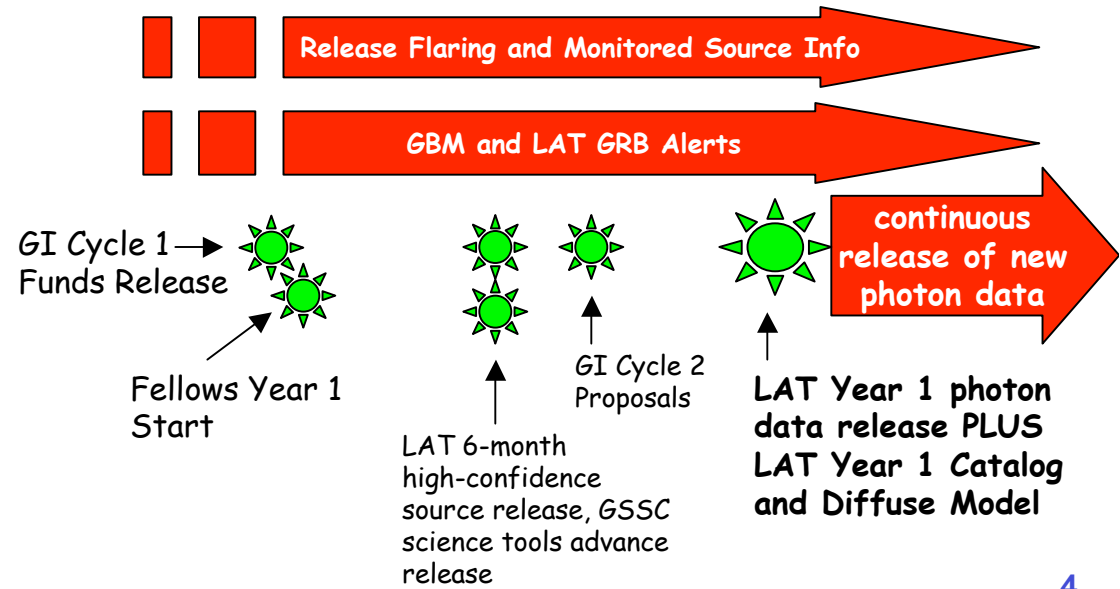 Release Flaring and Monitored Source Info
GBM and LAT GRB Alerts
continuous
release of new
photon data
GI Cycle 1
Funds Release
Fellows Year 1
Start
LAT 6-month
high-confidence
source release, GSSC
science tools advance
release
GI Cycle 2
Proposals
LAT Year 1 photon
data release PLUS
LAT Year 1 Catalog
and Diffuse Model
4